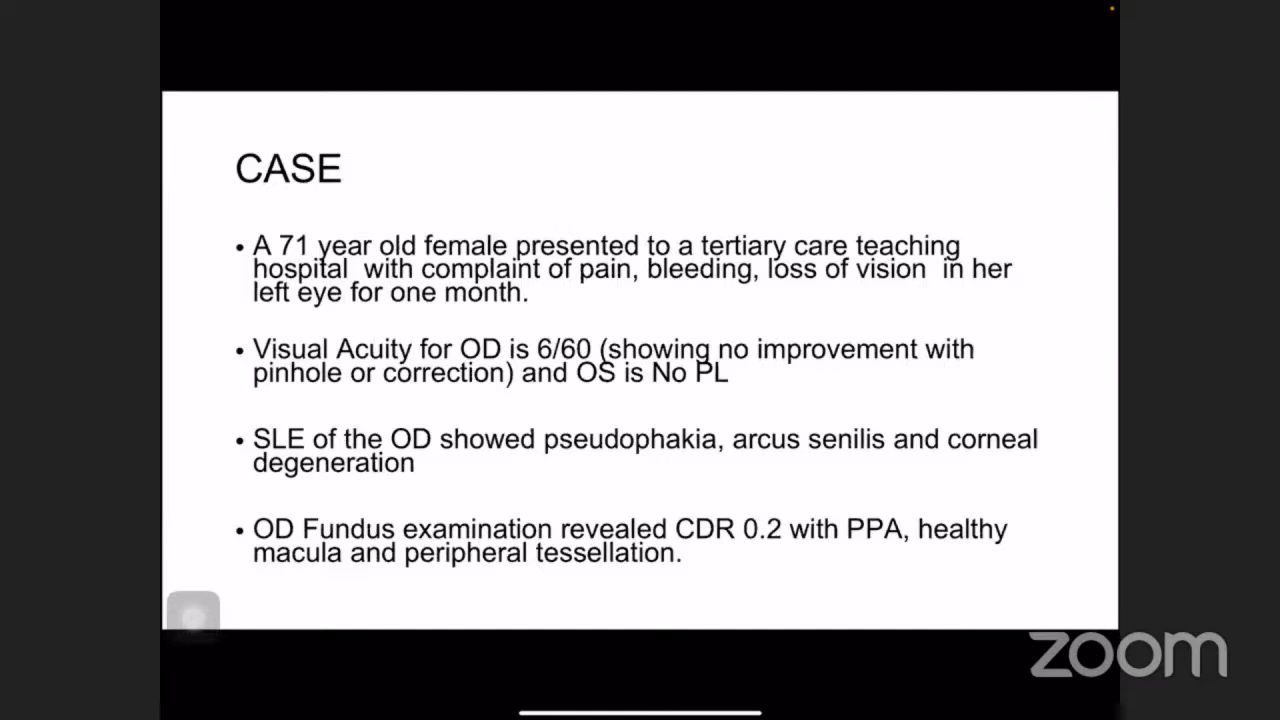 CASE
• A 71 year old female presented to a tertiary care teaching
hospital with complaint of pain, bleeding, loss of vision in her
left eye for one month.
• Visual Acuity for OD is 6/60 (showing no improvement with
pinhole or correction) and OS is No PL
• SLE of the OD showed pseudophakia, arcus senilis and corneal
degeneration
• OD Fundus examination revealed CDR 0.2 with PPA, healthy
macula and peripheral tessellation.
zoom